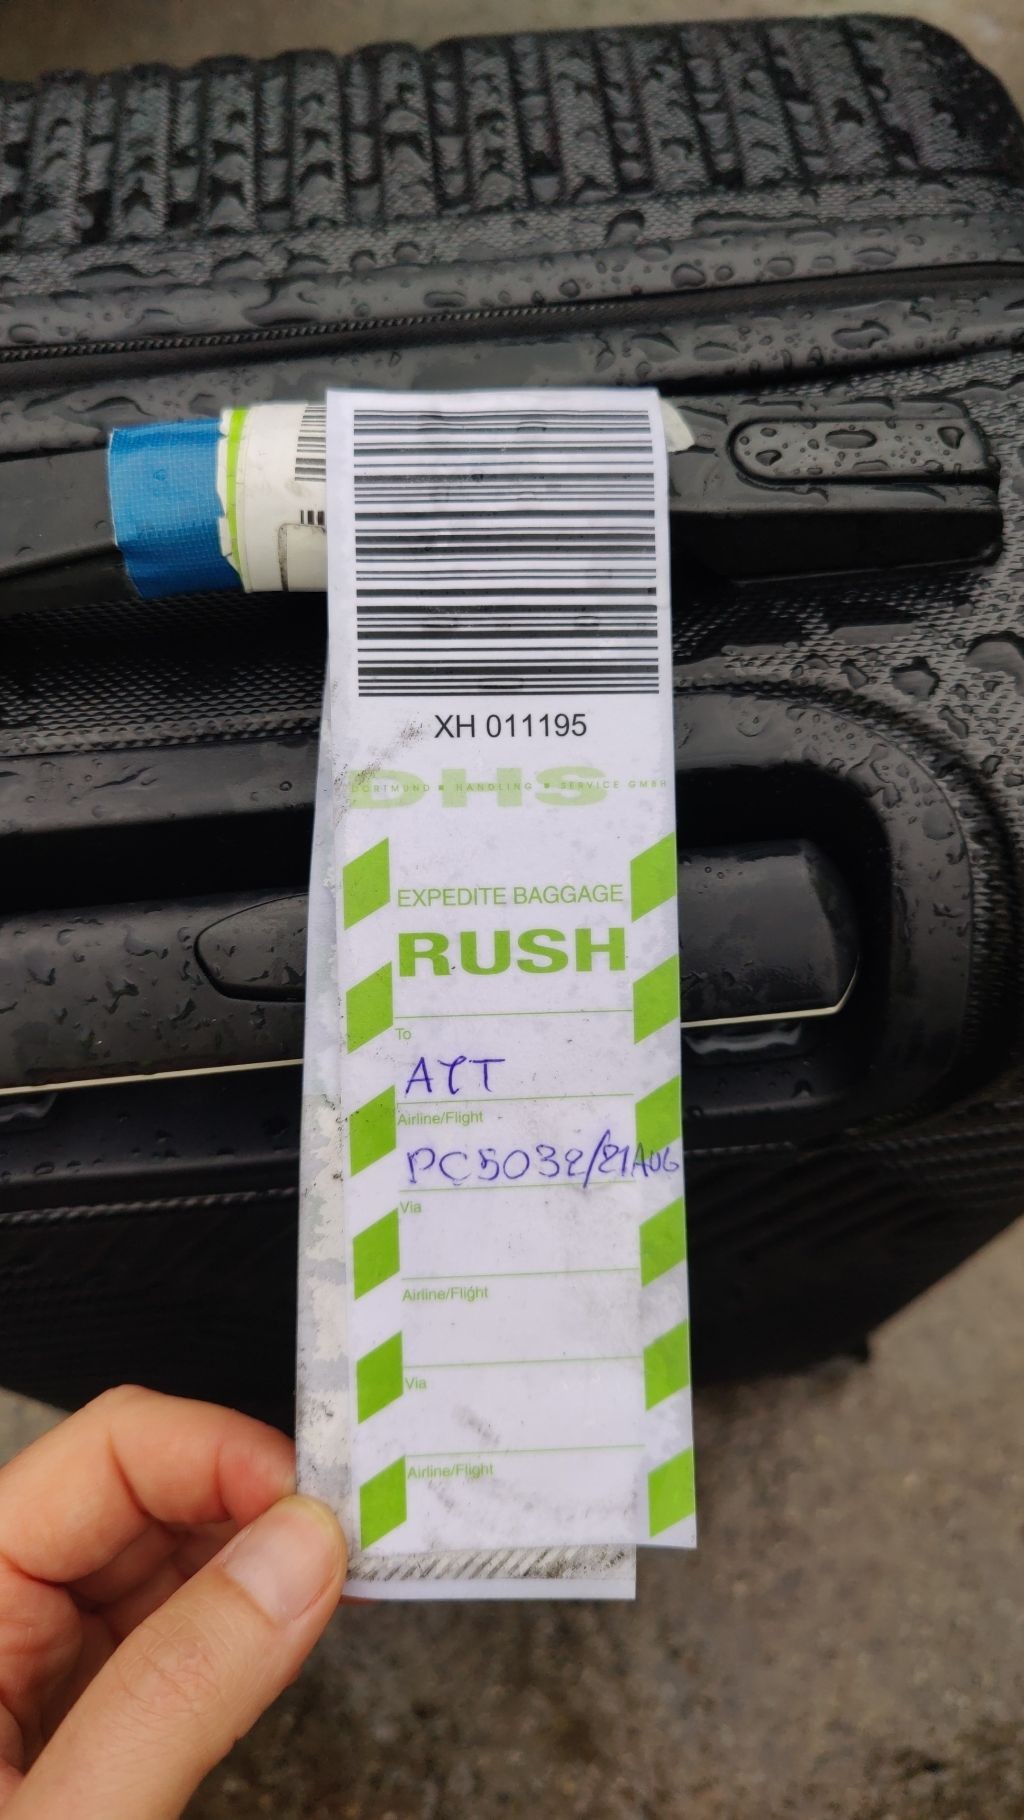 XH 011195
DHS
DORTMUND ■ HANDLING ■ SERVICE GMBH
EXPEDITE BAGGAGE
RUSH
To
AYT
Airline/Flight
PC5032/21AUG
Via
Airline/Flight
Via
Airline/Flight